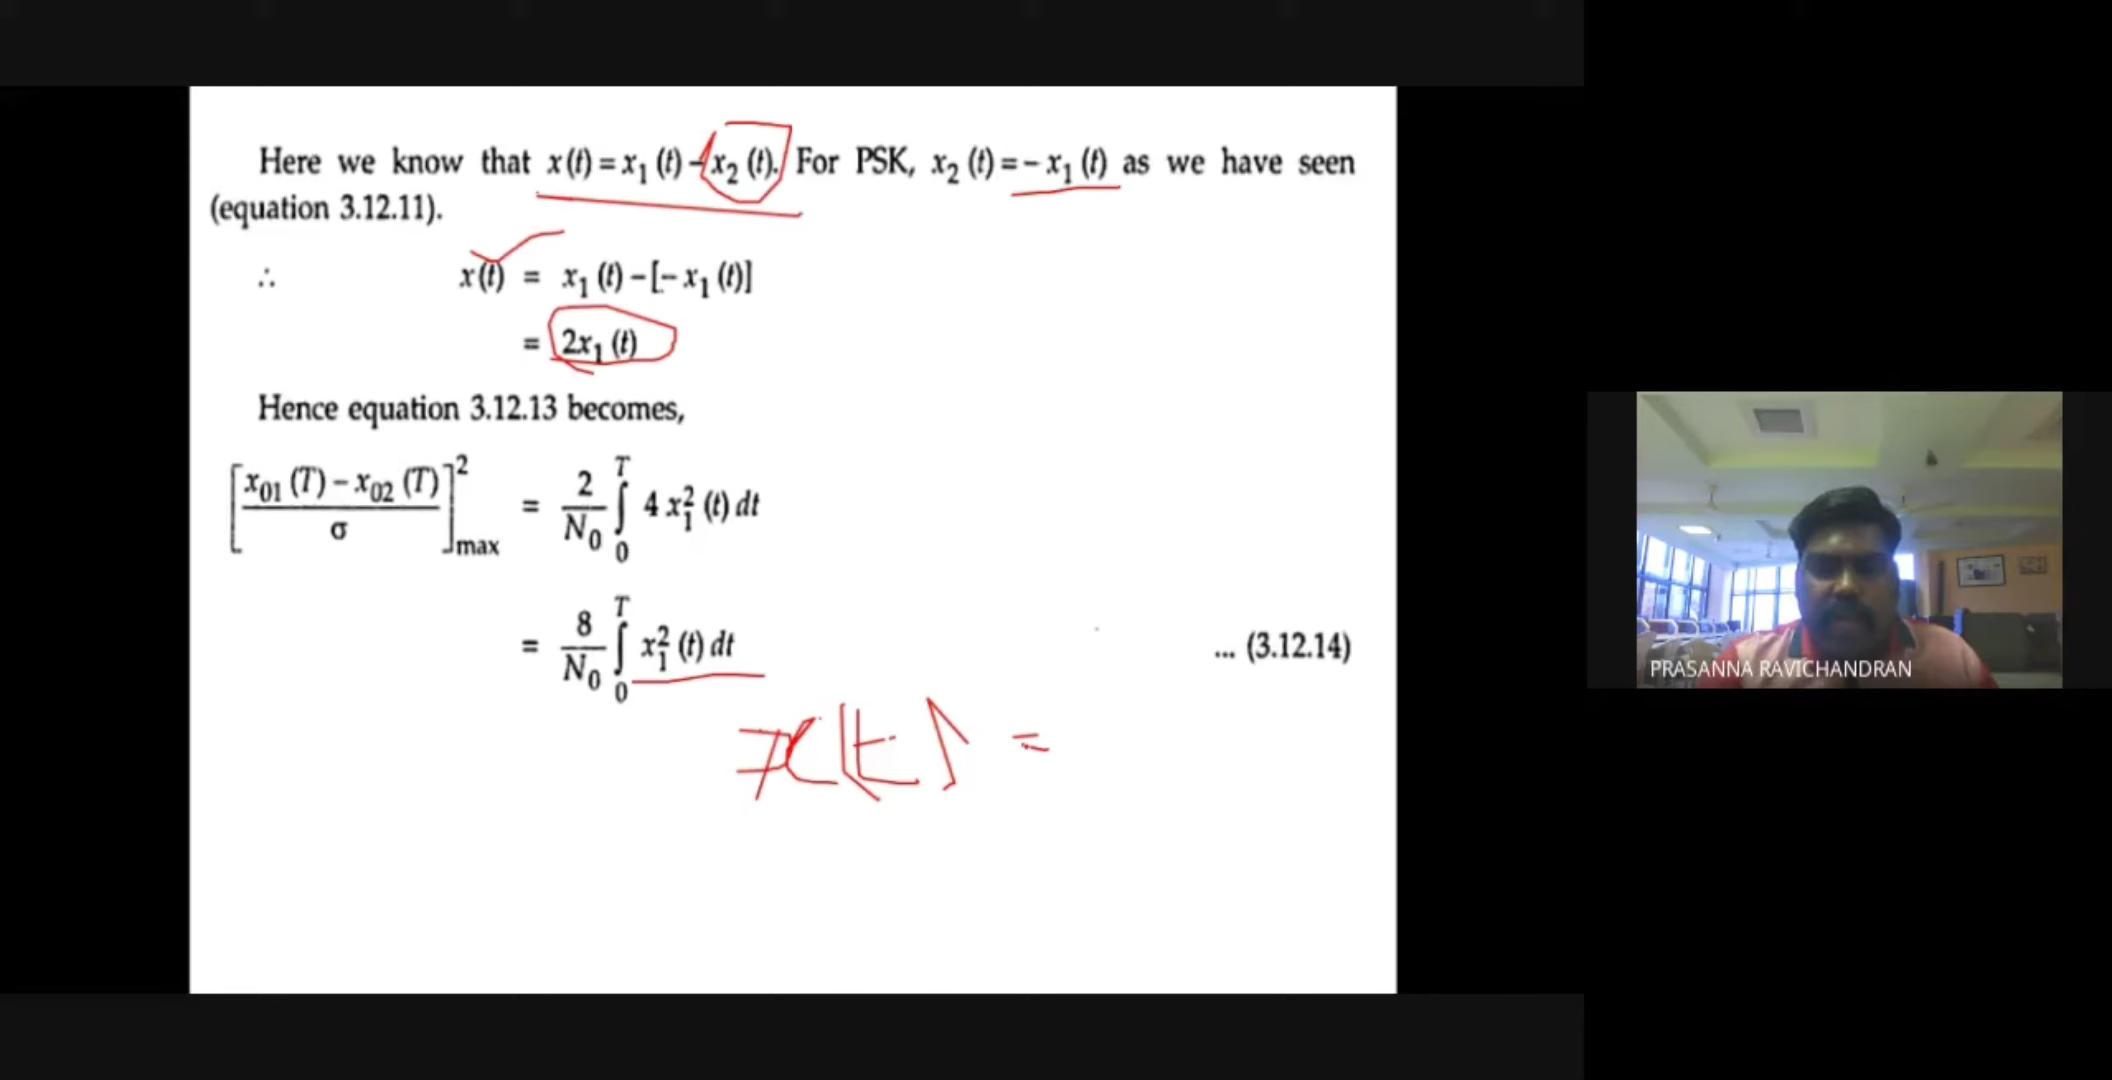 Here we know that x(t) = x₁(t) – x₂(t). For PSK, x₂(t) = – x₁(t) as we have seen
(equation 3.12.11).
∴ x(t) = x₁(t) – [– x₁(t)]
= 2x₁(t)
Hence equation 3.12.13 becomes,
[(x₀₁(T) – x₀₂(T))/σ]²max = 2/N₀ ∫₀ᵀ 4 x₁²(t) dt
= 8/N₀ ∫₀ᵀ x₁²(t) dt ... (3.12.14)
x(t) =
PRASANNA RAVICHANDRAN